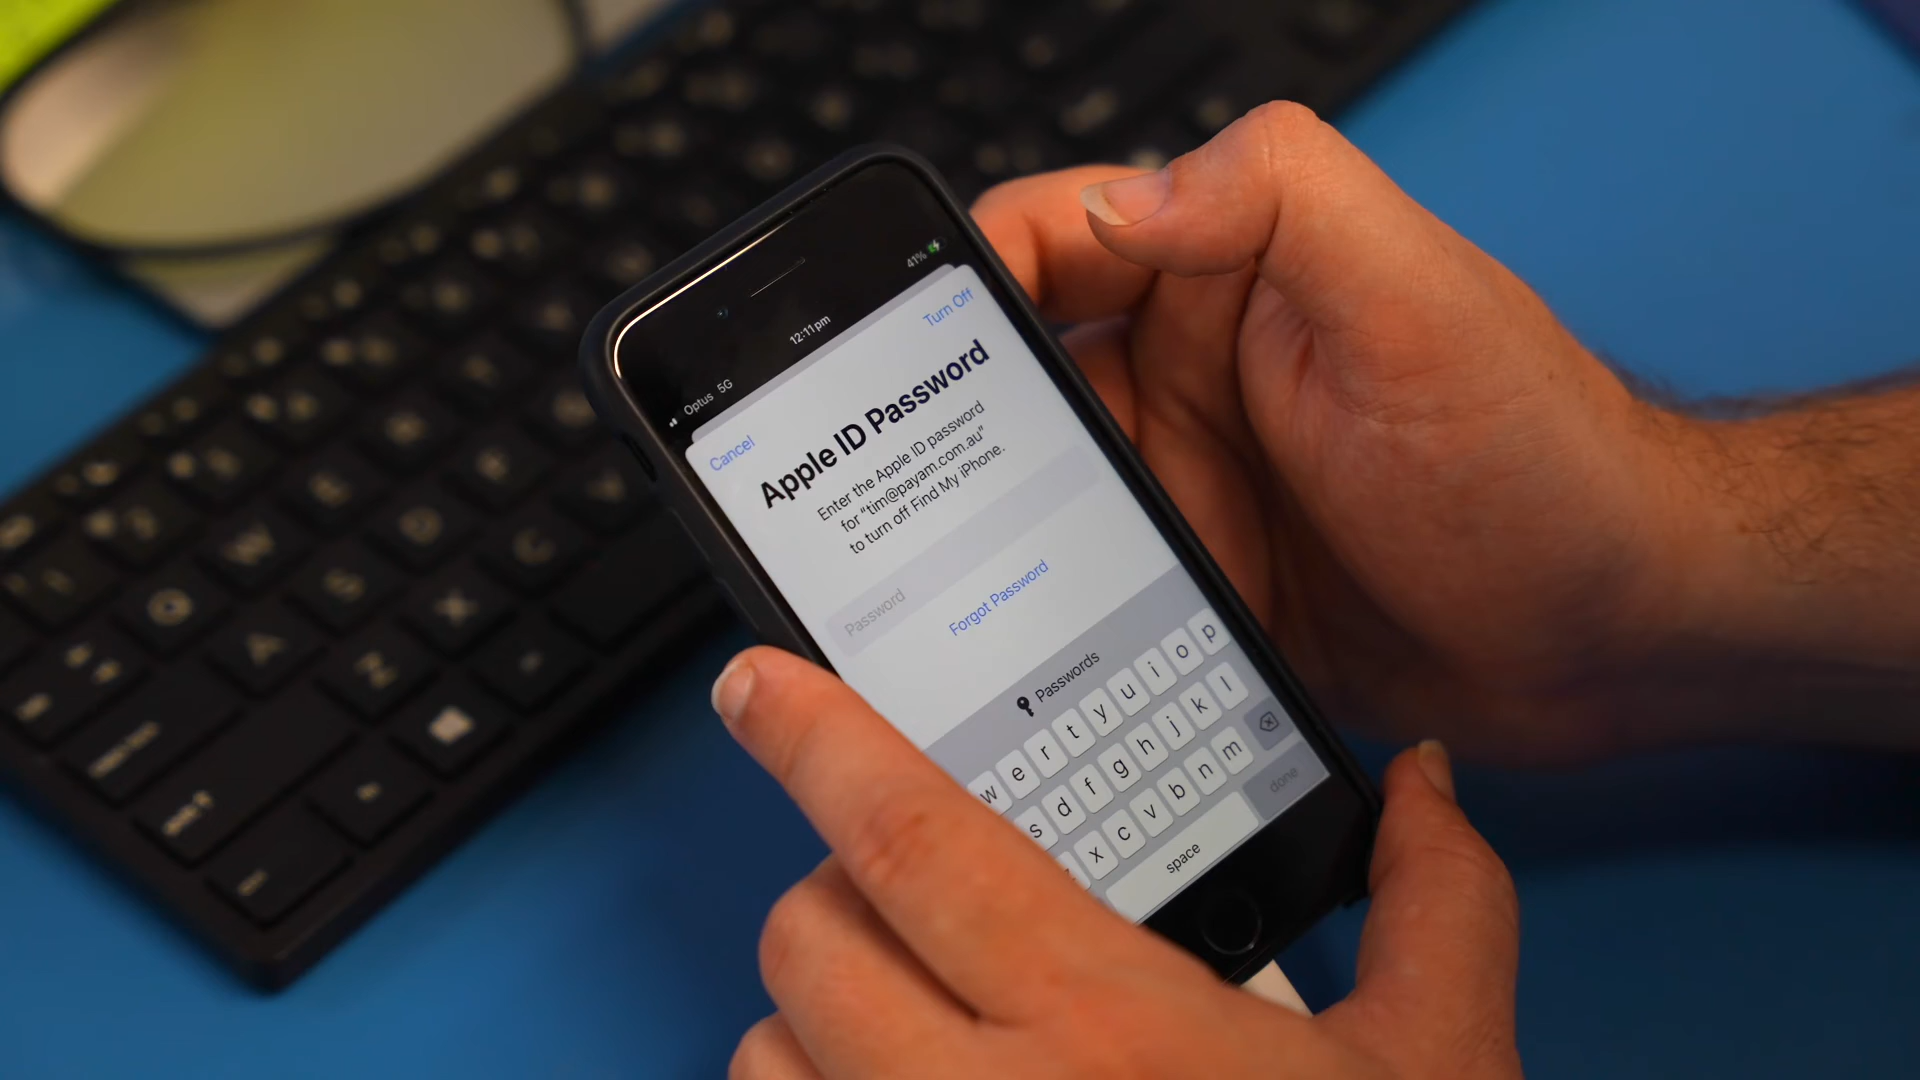 Optus 5G
12:11pm
41%
Cancel
Turn Off
Apple ID Password
Enter the Apple ID password
for “tim@payam.com.au”
to turn off Find My iPhone.
Password
Forgot Password
Passwords
w e r t y u i o p
s d f g h j k l
z x c v b n m
space
done
W
S
X
C
A
Z